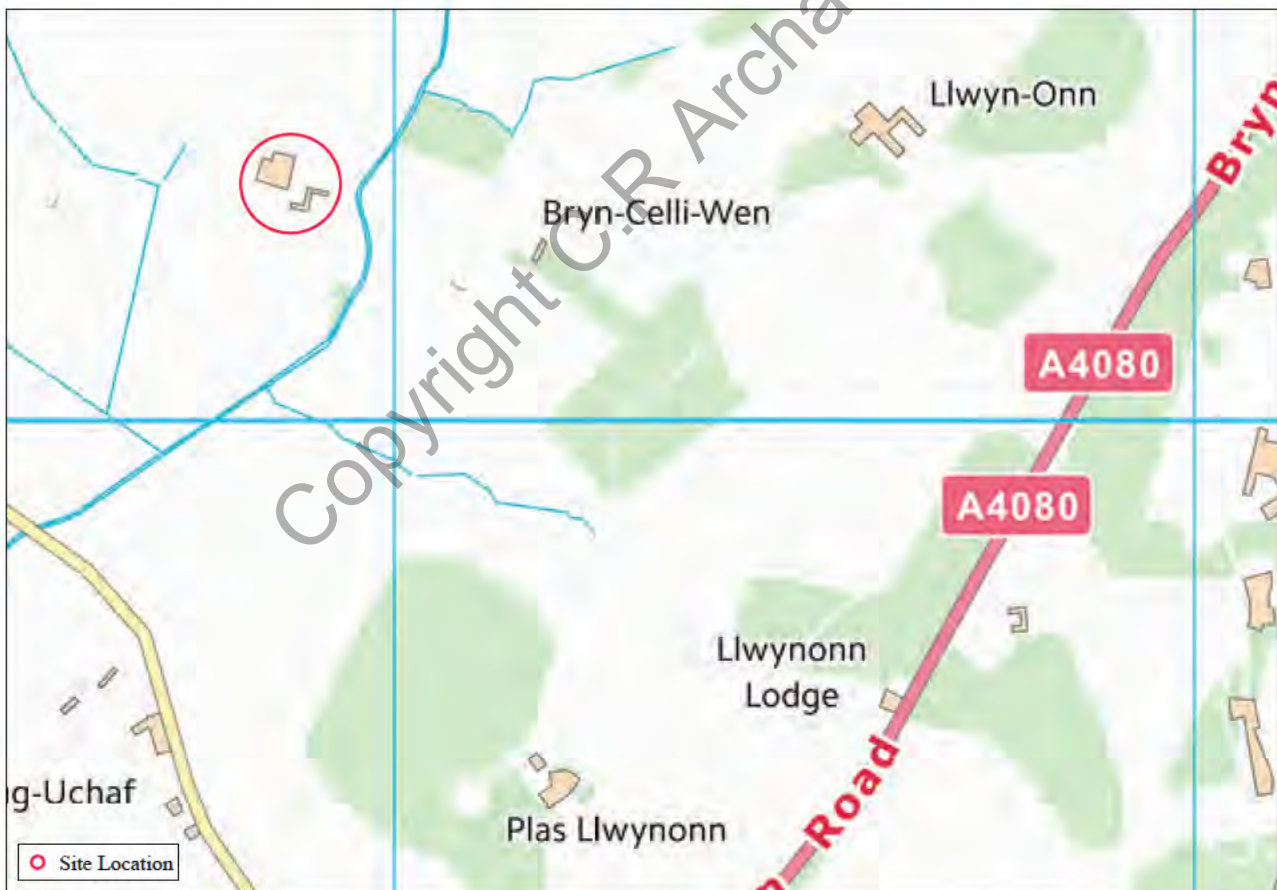 Copyright C.R Archa
Llwyn-Onn
Bryn
Bryn-Celli-Wen
A4080
A4080
Llwynonn
Lodge
Road
n
g-Uchaf
Plas Llwynonn
Site Location